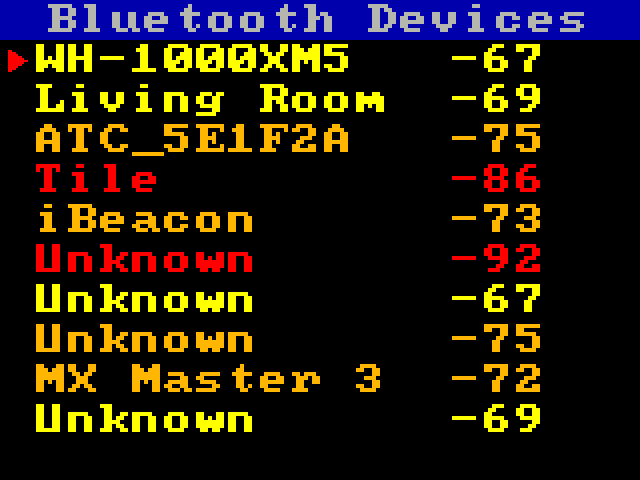 Bluetooth Devices
WH-1000XM5 -67
Living Room -69
ATC_5E1F2A -75
Tile -86
iBeacon -73
Unknown -92
Unknown -67
Unknown -75
MX Master 3 -72
Unknown -69